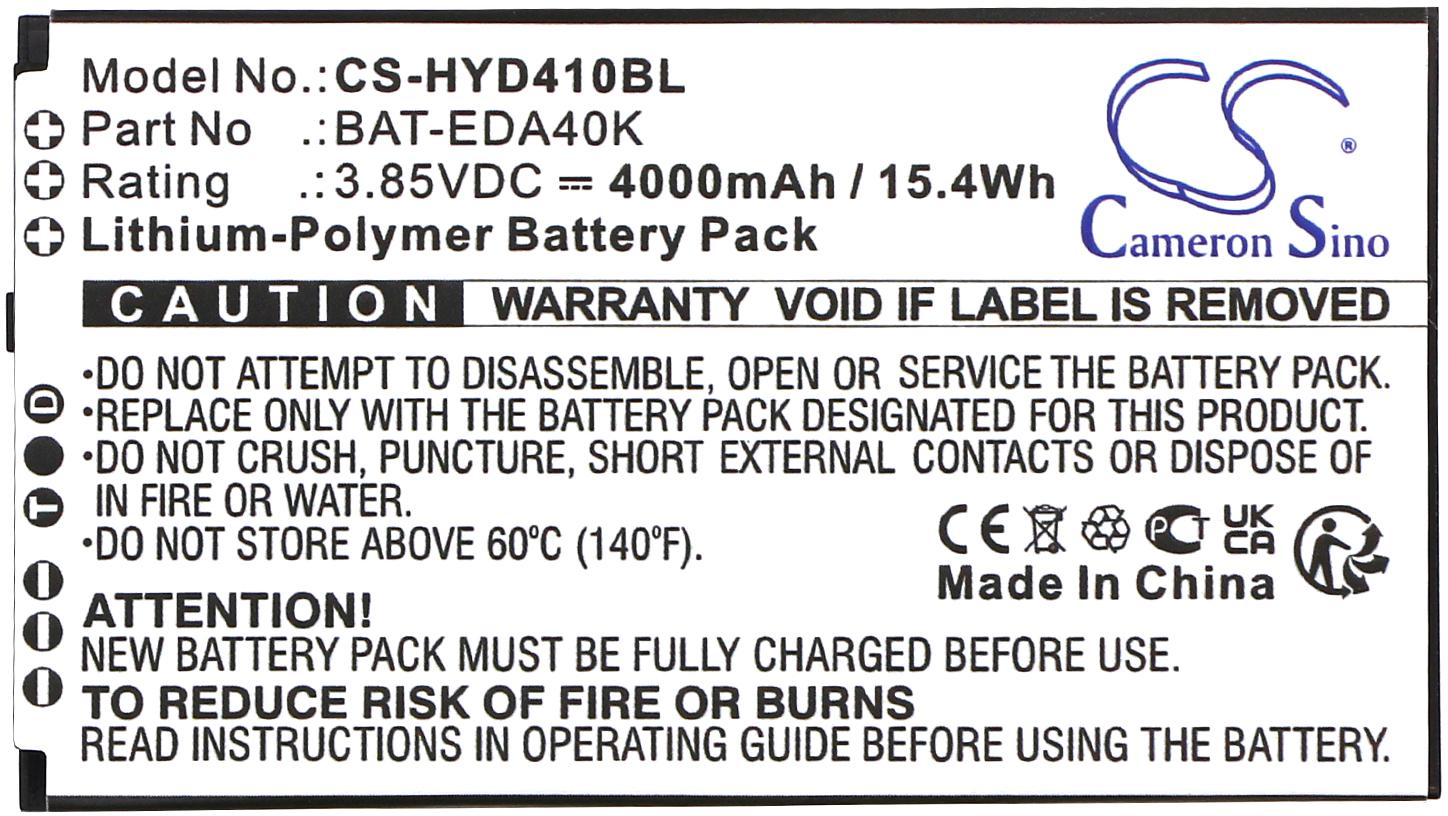 Model No.:CS-HYD410BL
Part No .:BAT-EDA40K
Rating .:3.85VDC ⎓ 4000mAh / 15.4Wh
Lithium-Polymer Battery Pack
CS ®
Cameron Sino
CAUTION WARRANTY VOID IF LABEL IS REMOVED
•DO NOT ATTEMPT TO DISASSEMBLE, OPEN OR SERVICE THE BATTERY PACK.
•REPLACE ONLY WITH THE BATTERY PACK DESIGNATED FOR THIS PRODUCT.
•DO NOT CRUSH, PUNCTURE, SHORT EXTERNAL CONTACTS OR DISPOSE OF
IN FIRE OR WATER.
•DO NOT STORE ABOVE 60°C (140°F).
CE PCT UK
CA
Made In China
D
T
ATTENTION!
NEW BATTERY PACK MUST BE FULLY CHARGED BEFORE USE.
TO REDUCE RISK OF FIRE OR BURNS
READ INSTRUCTIONS IN OPERATING GUIDE BEFORE USING THE BATTERY.